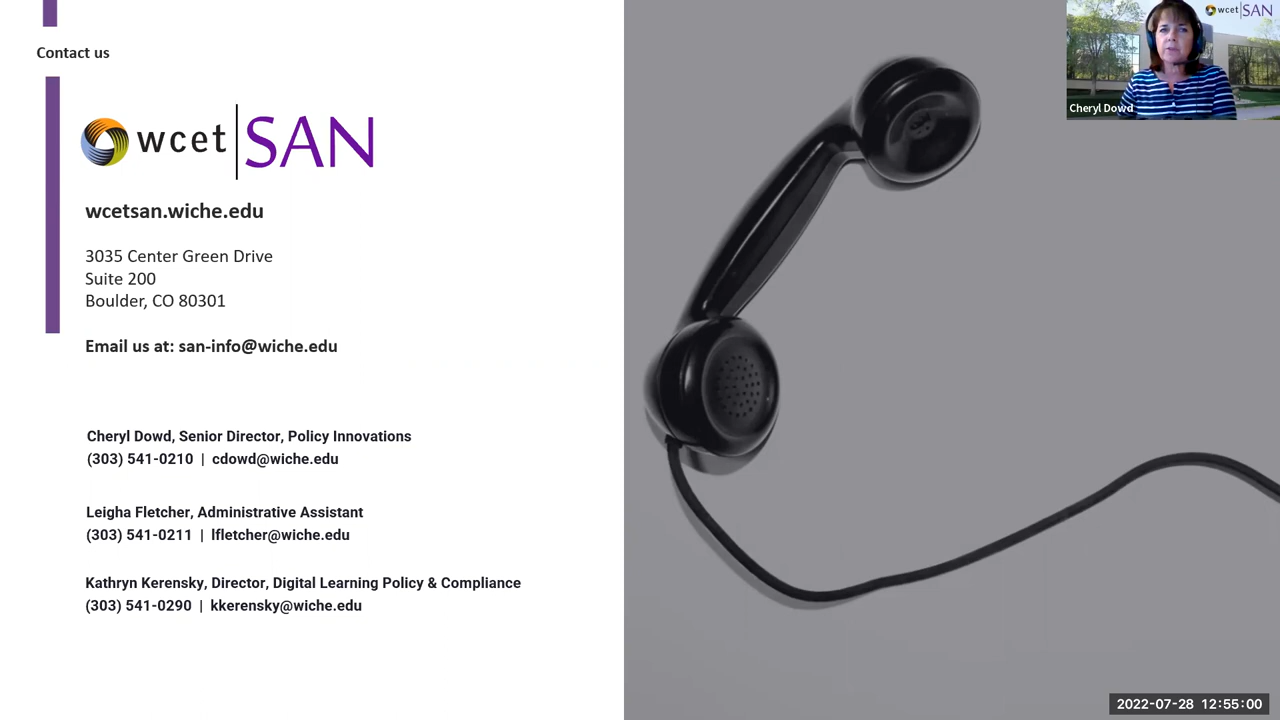 Contact us
wcet SAN
wcetsan.wiche.edu
3035 Center Green Drive
Suite 200
Boulder, CO 80301
Email us at: san-info@wiche.edu
Cheryl Dowd, Senior Director, Policy Innovations
(303) 541-0210 | cdowd@wiche.edu
Leigha Fletcher, Administrative Assistant
(303) 541-0211 | lfletcher@wiche.edu
Kathryn Kerensky, Director, Digital Learning Policy & Compliance
(303) 541-0290 | kkerensky@wiche.edu
wcet SAN
Cheryl Dowd
2022-07-28 12:55:00